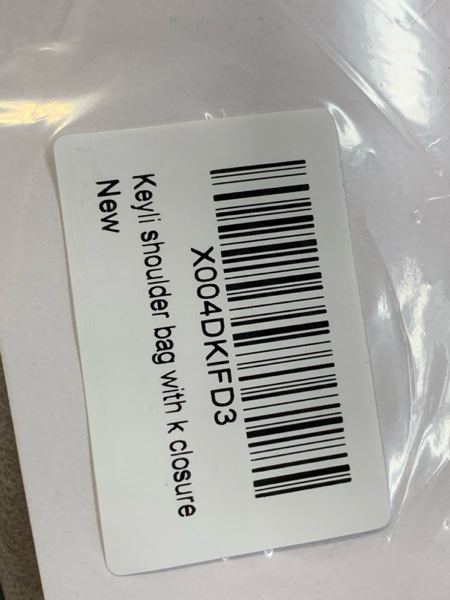 X004DKIFD3
Keyli shoulder bag with k closure
New